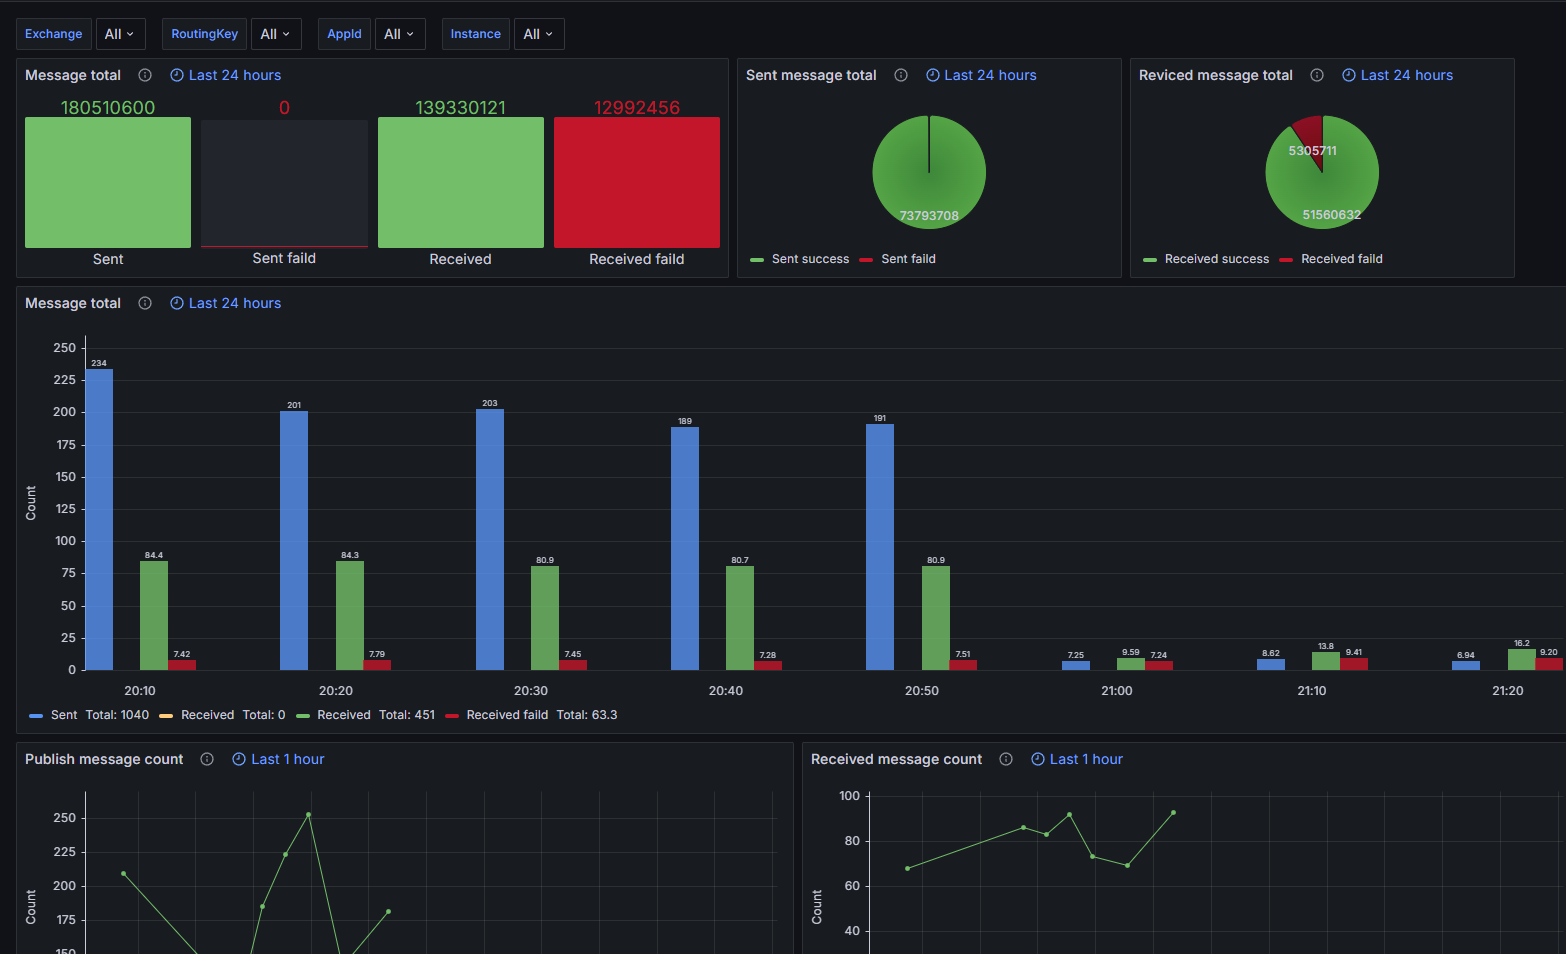 Exchange All RoutingKey All AppId All Instance All
Message total Last 24 hours
180510600 0 139330121 12992456
Sent Sent faild Received Received faild
Sent message total Last 24 hours
73793708
Sent success Sent faild
Reviced message total Last 24 hours
5305711
51560632
Received success Received faild
Message total Last 24 hours
Count
250
225
200
175
150
125
100
75
50
25
0
234 201 203 189 191 7.25 8.62 6.94
84.4 84.3 80.9 80.7 80.9 9.59 13.8 16.2
7.42 7.79 7.45 7.28 7.51 7.24 9.41 9.20
20:10 20:20 20:30 20:40 20:50 21:00 21:10 21:20
Sent Total: 1040 Received Total: 0 Received Total: 451 Received faild Total: 63.3
Publish message count Last 1 hour
Count
250
225
200
175
150
Received message count Last 1 hour
Count
100
80
60
40